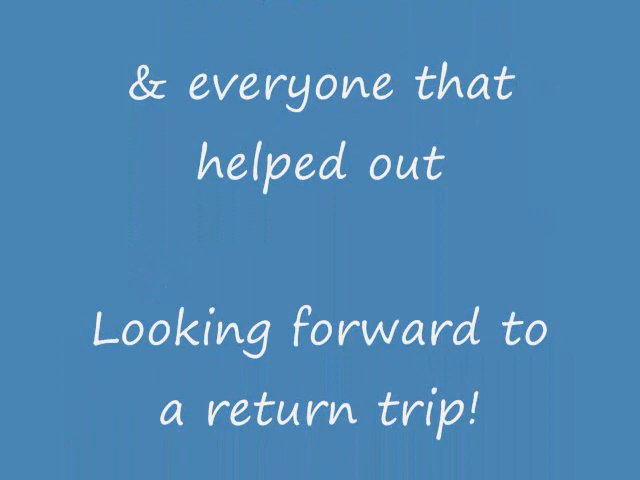 & everyone that
helped out
Looking forward to
a return trip!